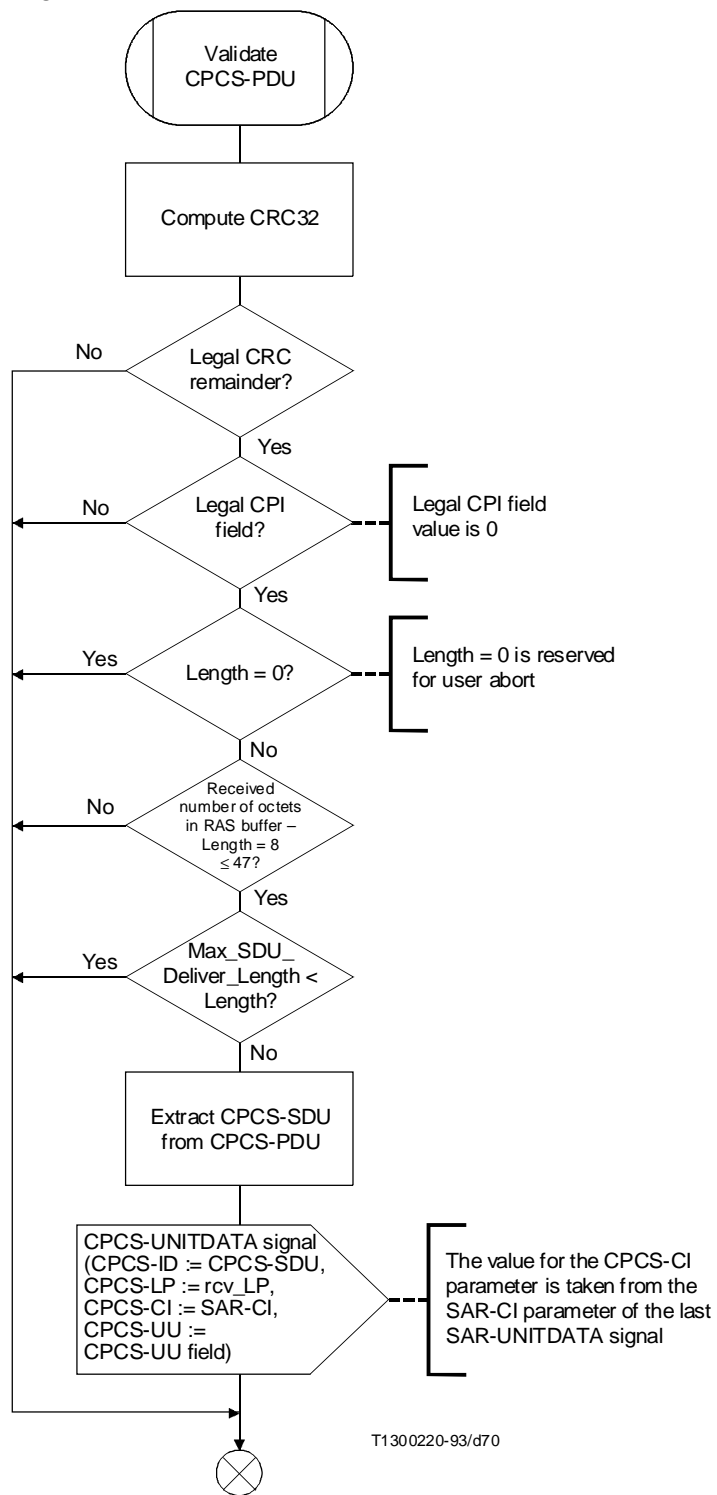 Validate
CPCS-PDU
Compute CRC32
No
Legal CRC
remainder?
Yes
No
Legal CPI
field?
Legal CPI field
value is 0
Yes
Yes
Length = 0?
Length = 0 is reserved
for user abort
No
No
Received
number of octets
in RAS buffer –
Length = 8
≤ 47?
Yes
Yes
Max_SDU_
Deliver_Length <
Length?
No
Extract CPCS-SDU
from CPCS-PDU
CPCS-UNITDATA signal
(CPCS-ID := CPCS-SDU,
CPCS-LP := rcv_LP,
CPCS-CI := SAR-CI,
CPCS-UU :=
CPCS-UU field)
The value for the CPCS-CI
parameter is taken from the
SAR-CI parameter of the last
SAR-UNITDATA signal
T1300220-93/d70